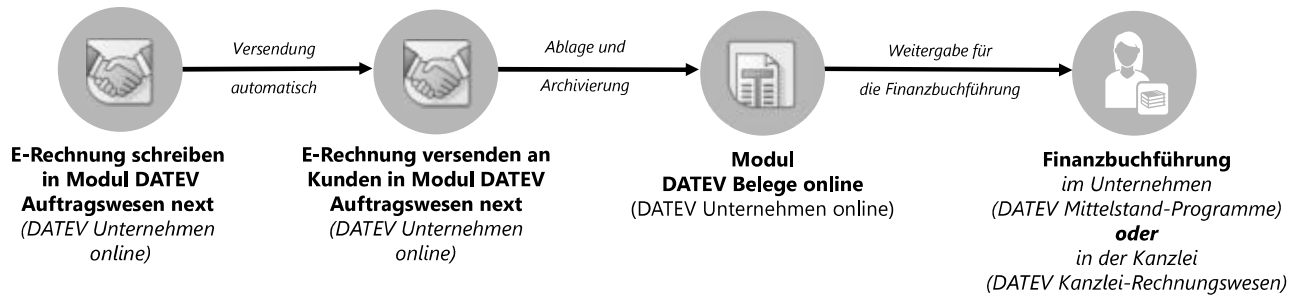 Versendung
automatisch
Ablage und
Archivierung
Weitergabe für
die Finanzbuchführung
E-Rechnung schreiben
in Modul DATEV
Auftragswesen next
(DATEV Unternehmen
online)
E-Rechnung versenden an
Kunden in Modul DATEV
Auftragswesen next
(DATEV Unternehmen
online)
Modul
DATEV Belege online
(DATEV Unternehmen online)
Finanzbuchführung
im Unternehmen
(DATEV Mittelstand-Programme)
oder
in der Kanzlei
(DATEV Kanzlei-Rechnungswesen)